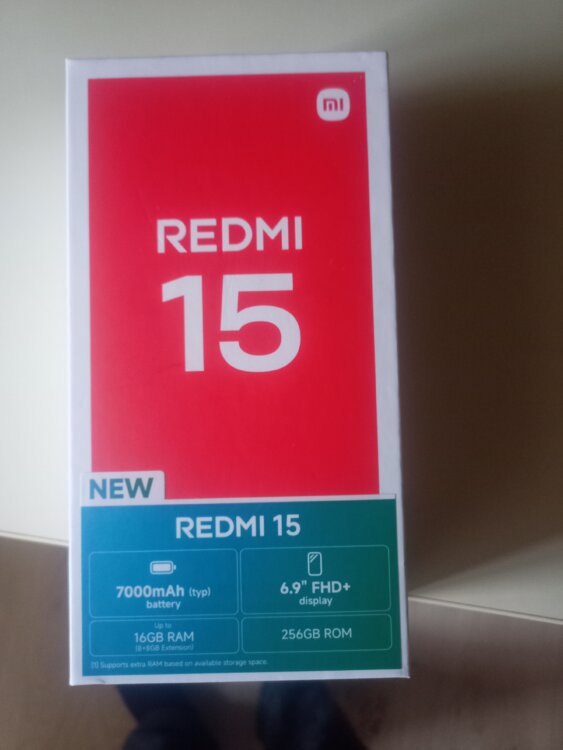 mi
REDMI
15
NEW
REDMI 15
7000mAh (typ)
battery
6.9" FHD+
display
Up to
16GB RAM
(8+8GB Extension)
256GB ROM
[1] Supports extra RAM based on available storage space.